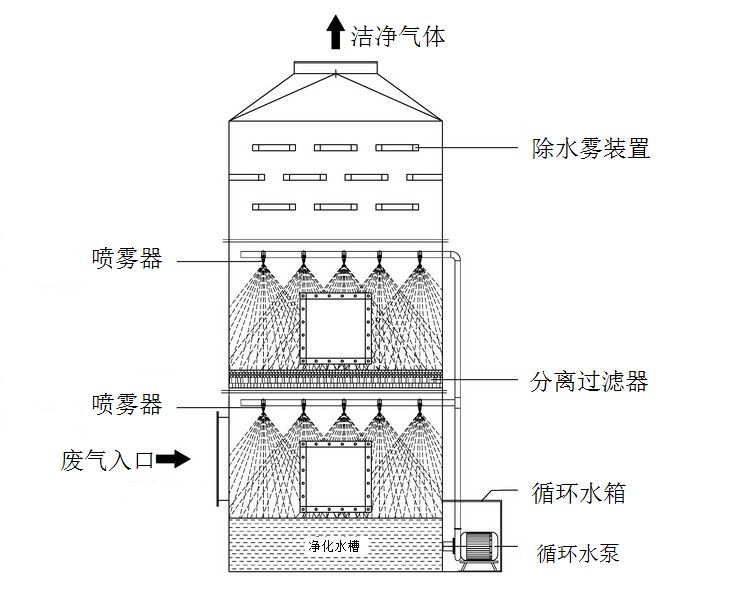 洁净气体
除水雾装置
喷雾器
分离过滤器
喷雾器
废气入口
循环水箱
净化水槽
循环水泵